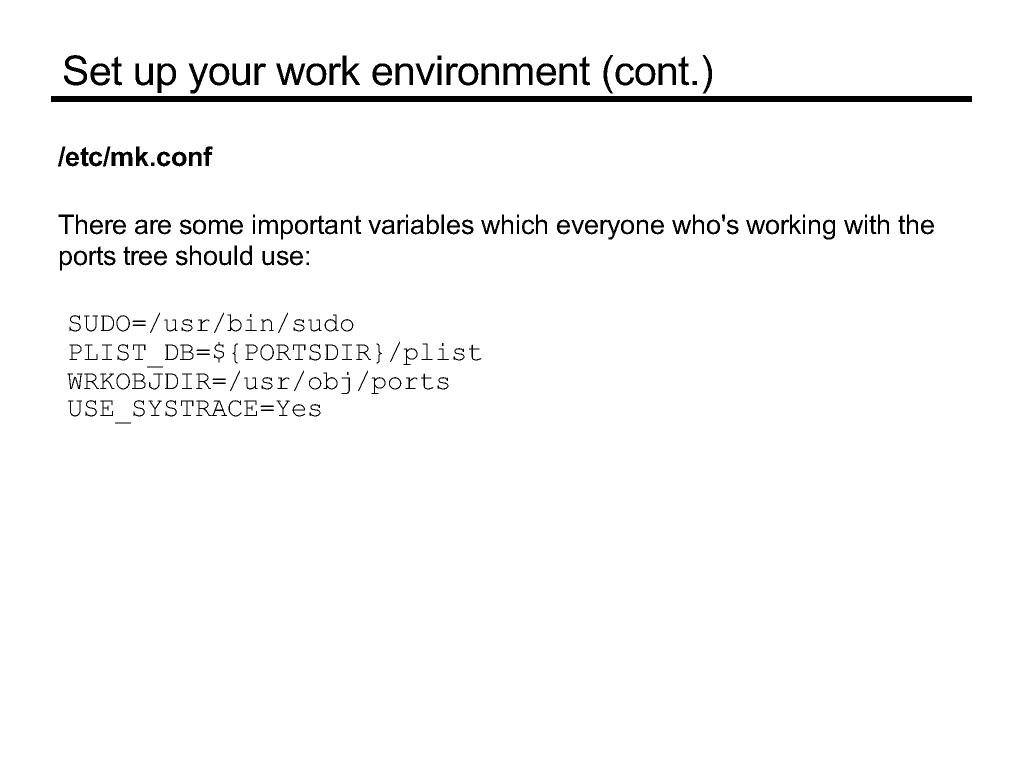 Set up your work environment (cont.)
/etc/mk.conf
There are some important variables which everyone who's working with the
ports tree should use:
SUDO=/usr/bin/sudo
PLIST_DB=${PORTSDIR}/plist
WRKOBJDIR=/usr/obj/ports
USE_SYSTRACE=Yes